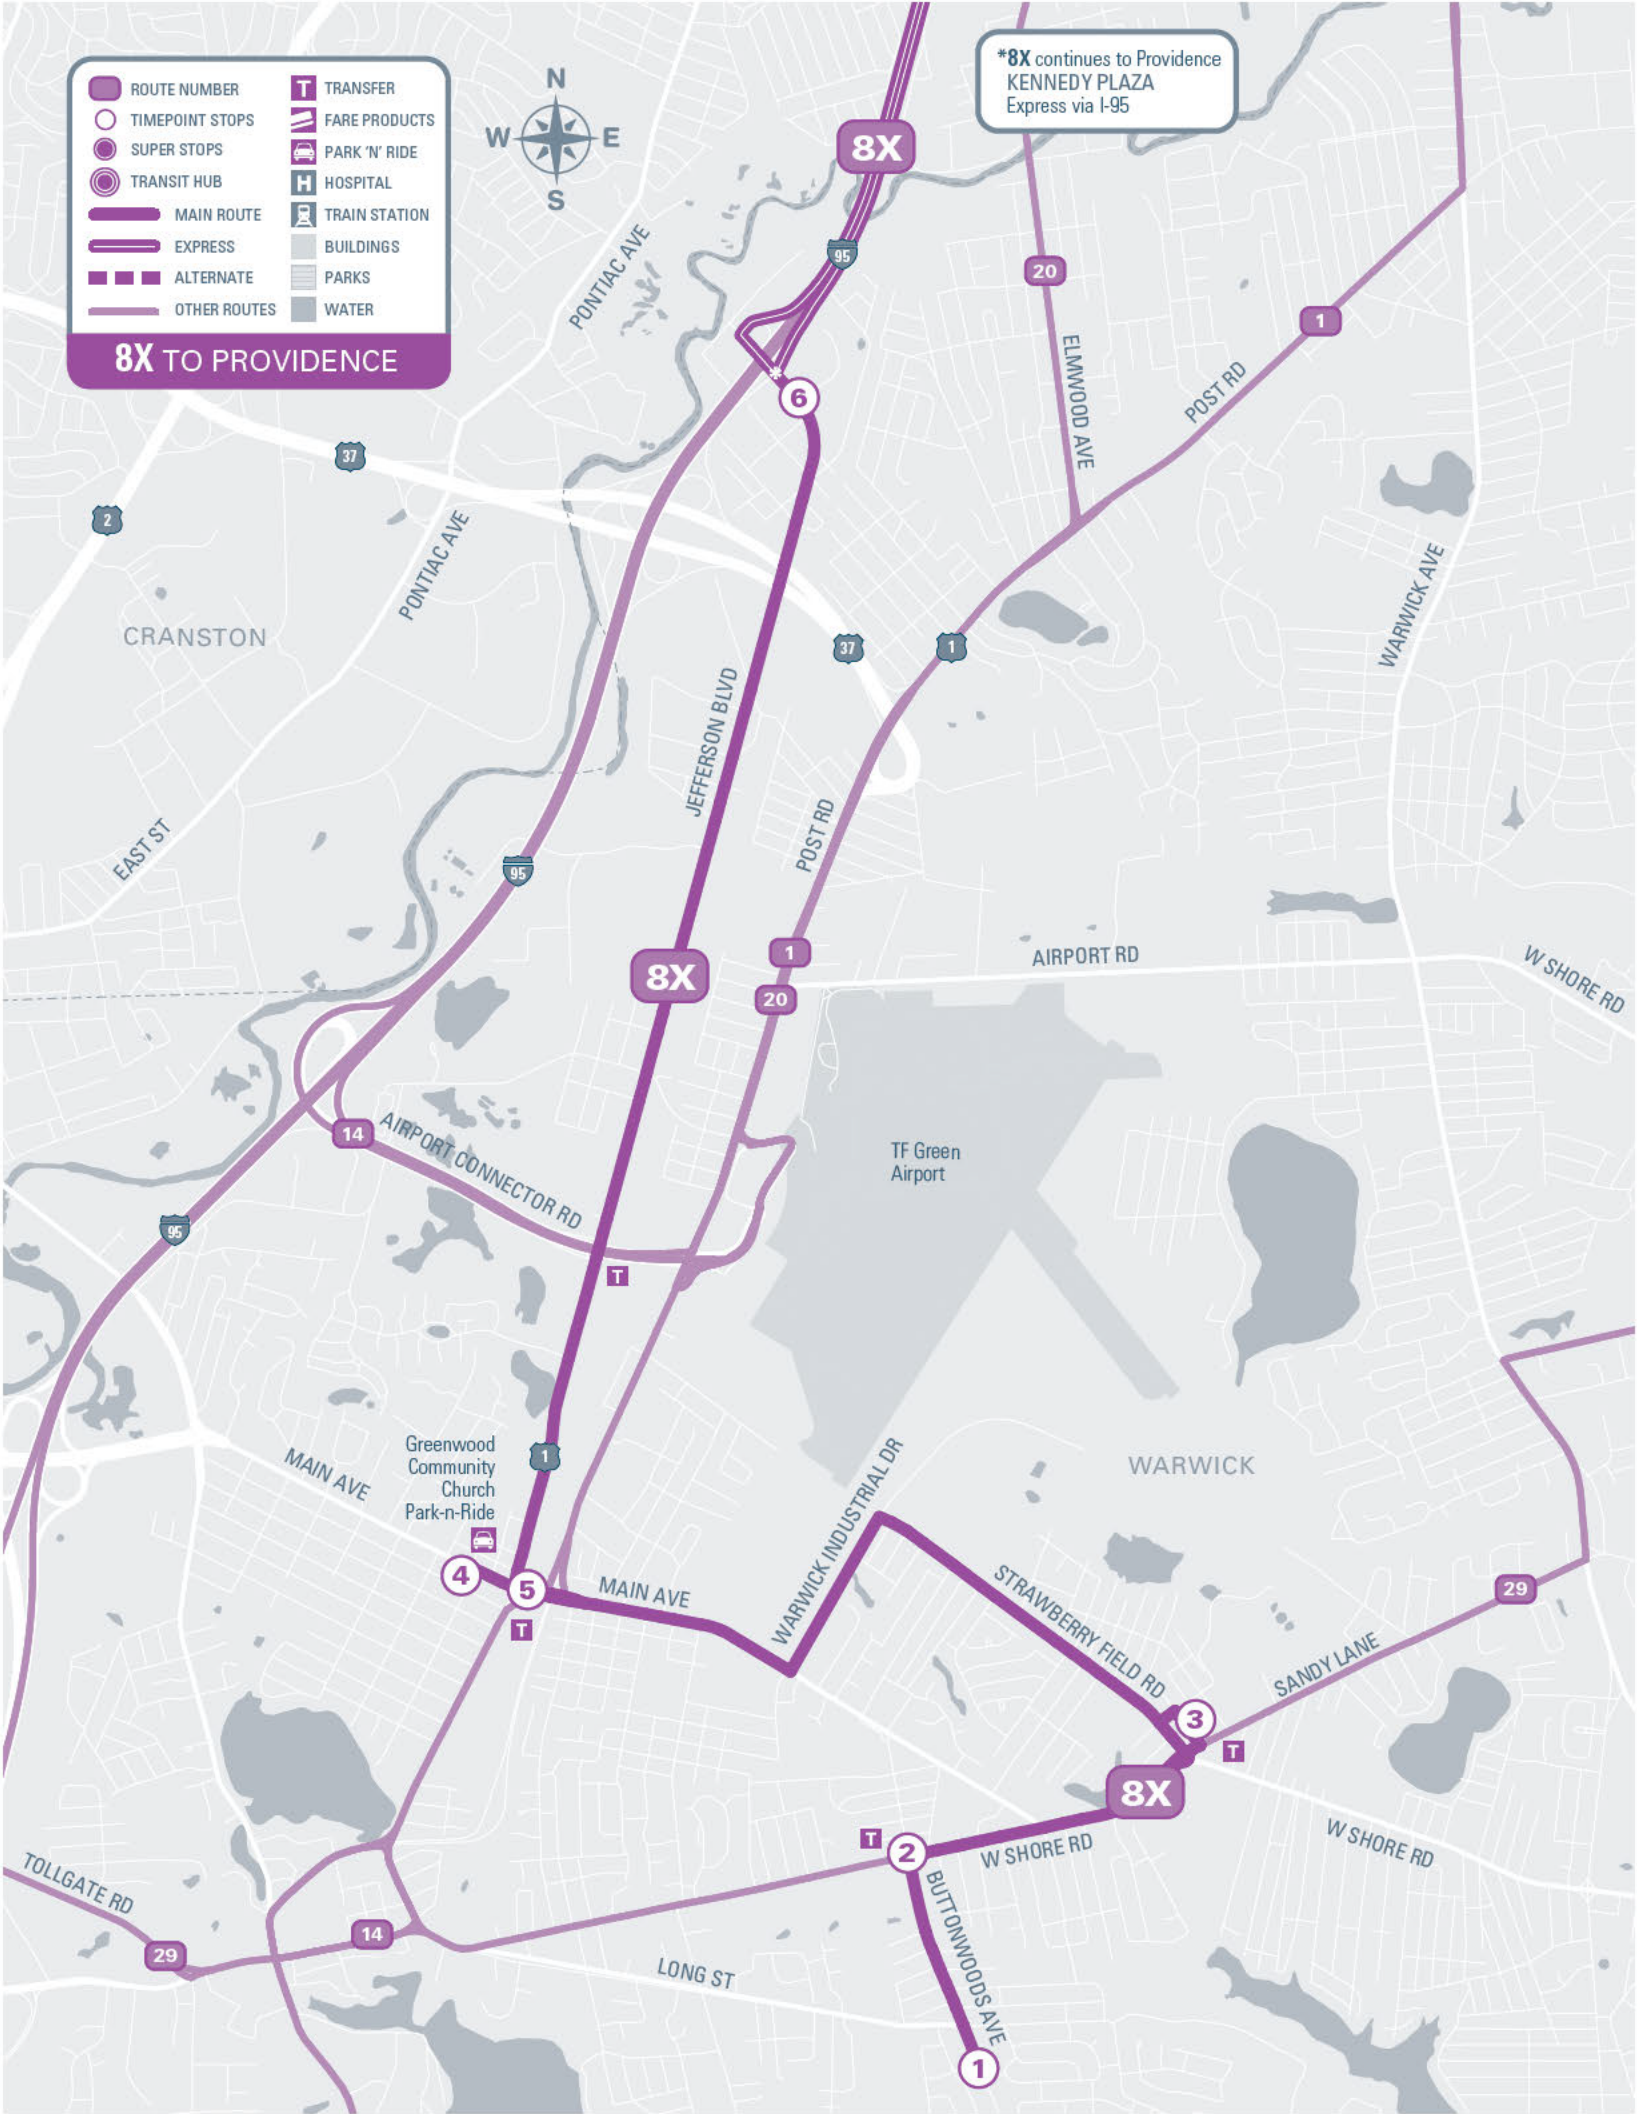 ROUTE NUMBER
TIMEPOINT STOPS
SUPER STOPS
TRANSIT HUB
MAIN ROUTE
EXPRESS
ALTERNATE
OTHER ROUTES
T TRANSFER
FARE PRODUCTS
PARK 'N' RIDE
H HOSPITAL
TRAIN STATION
BUILDINGS
PARKS
WATER
8X TO PROVIDENCE
N
W E
S
*8X continues to Providence
KENNEDY PLAZA
Express via I-95
8X
95
PONTIAC AVE
20
1
ELMWOOD AVE
POST RD
*
6
37
2
PONTIAC AVE
CRANSTON
37
1
WARWICK AVE
JEFFERSON BLVD
POST RD
EAST ST
95
8X
1
20
AIRPORT RD
W SHORE RD
14
AIRPORT CONNECTOR RD
TF Green
Airport
95
T
MAIN AVE
Greenwood
Community
Church
Park-n-Ride
1
WARWICK
4
5
T
MAIN AVE
WARWICK INDUSTRIAL DR
STRAWBERRY FIELD RD
29
SANDY LANE
3
T
8X
W SHORE RD
T
2
W SHORE RD
BUTTONWOODS AVE
TOLLGATE RD
29
14
LONG ST
1